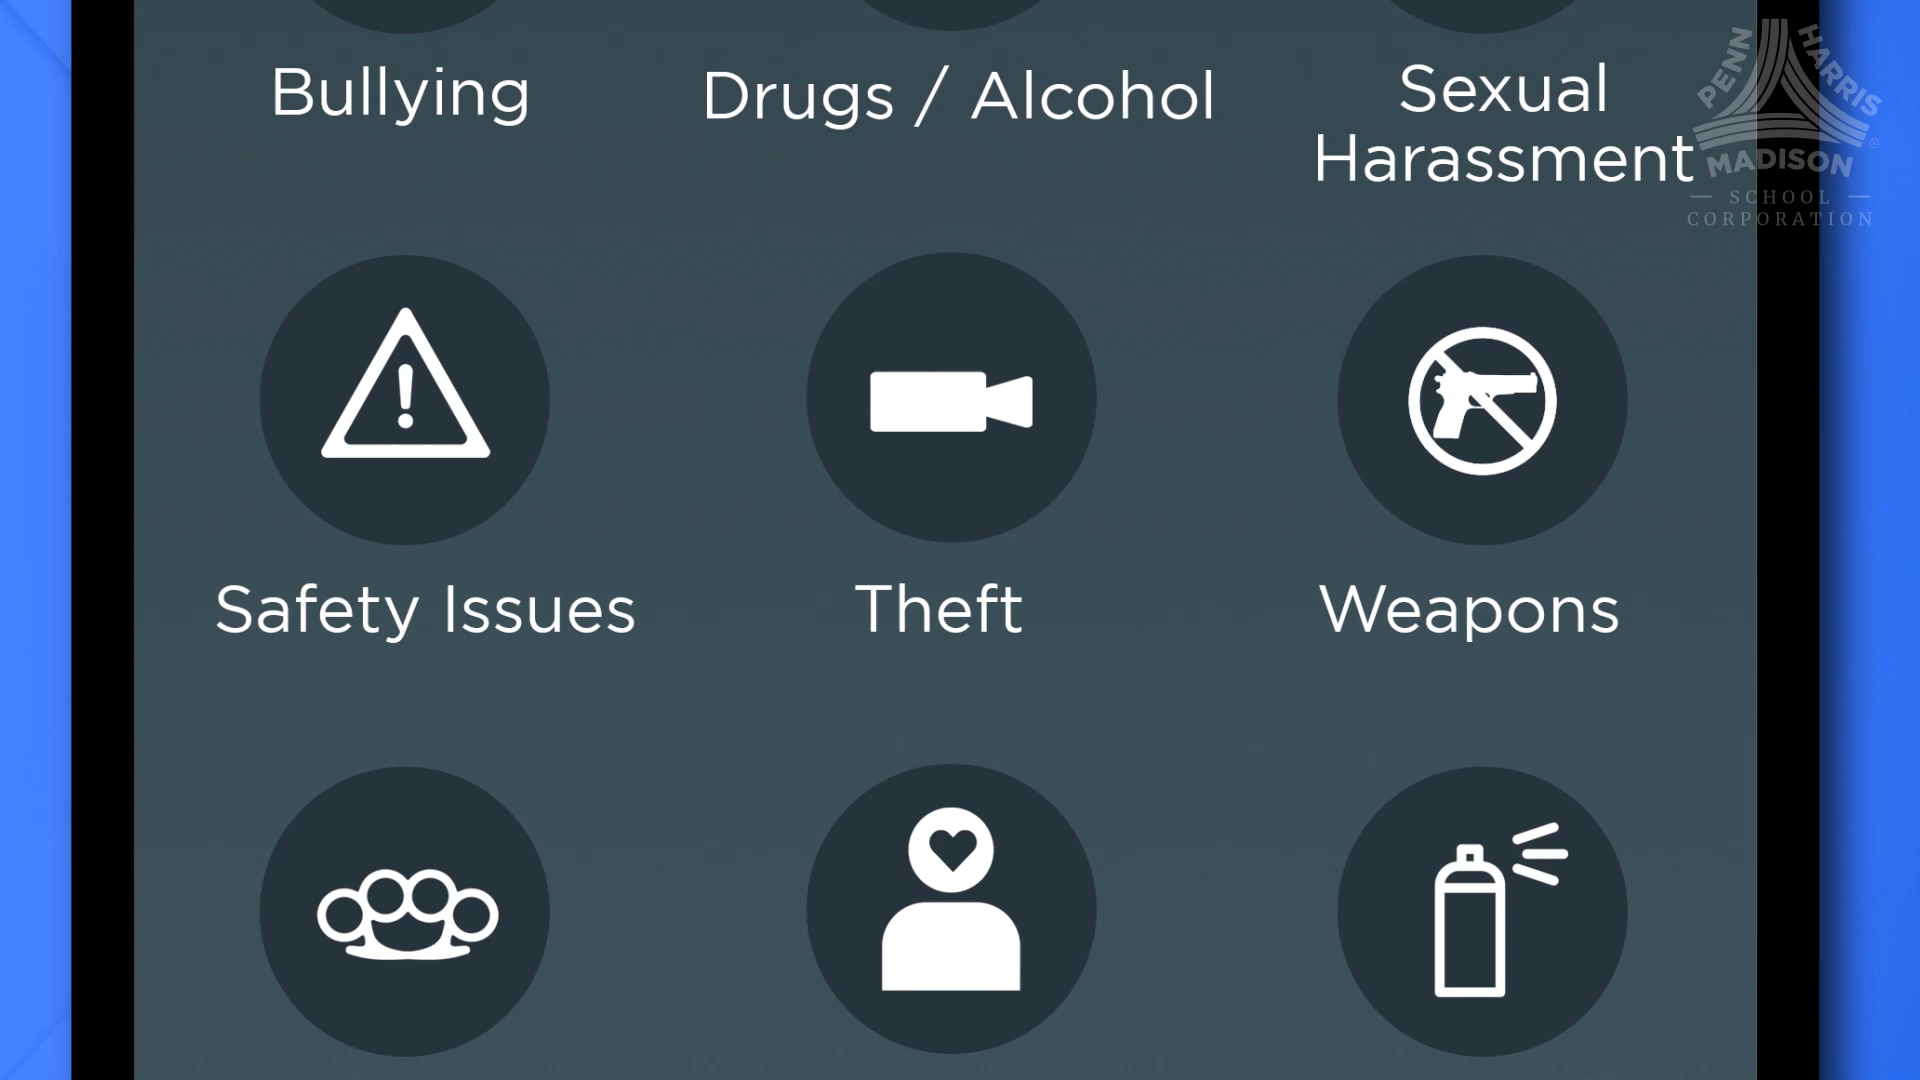 Bullying
Drugs / Alcohol
Sexual
Harassment
PENN
HARRIS
MADISON
SCHOOL
CORPORATION
®
Safety Issues
Theft
Weapons